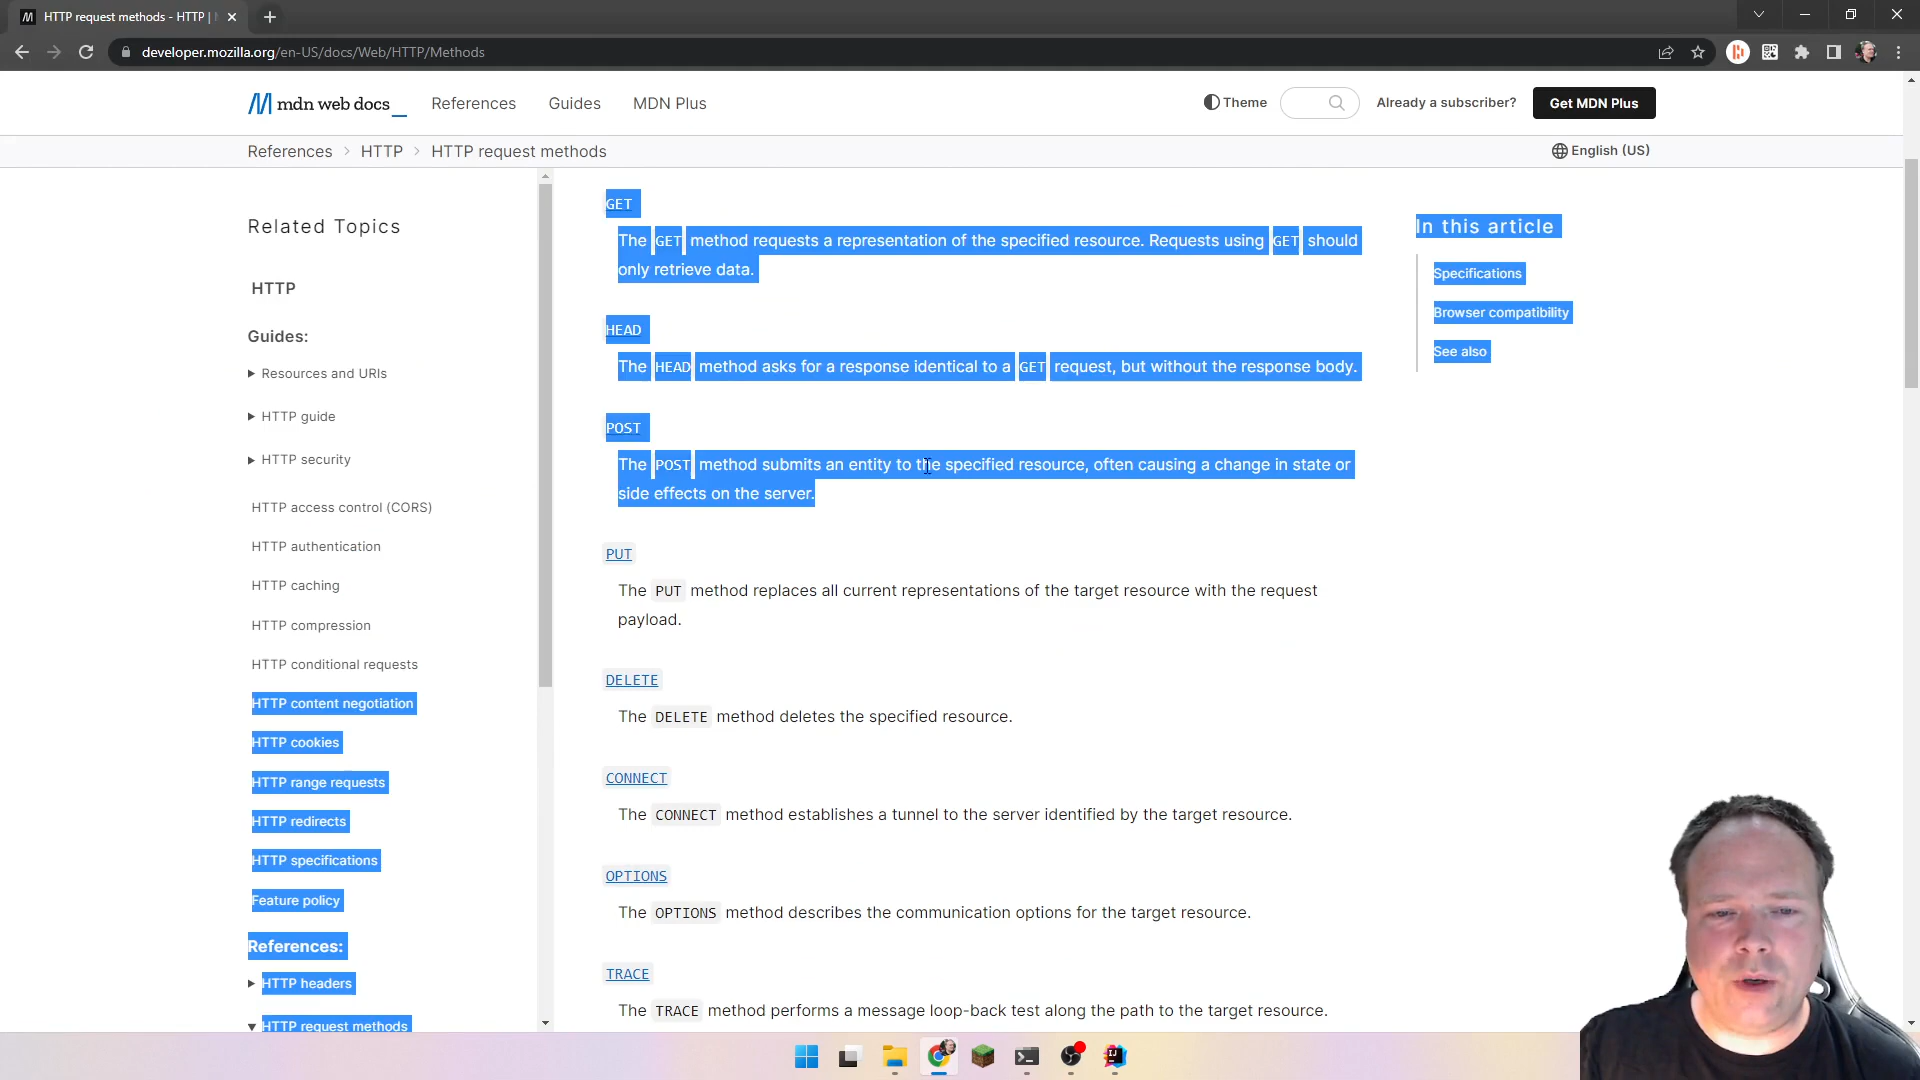 HTTP request methods - HTTP |
developer.mozilla.org/en-US/docs/Web/HTTP/Methods
mdn web docs_
References
Guides
MDN Plus
Theme
Already a subscriber?
Get MDN Plus
References > HTTP > HTTP request methods
English (US)
Related Topics
HTTP
Guides:
Resources and URIs
HTTP guide
HTTP security
HTTP access control (CORS)
HTTP authentication
HTTP caching
HTTP compression
HTTP conditional requests
HTTP content negotiation
HTTP cookies
HTTP range requests
HTTP redirects
HTTP specifications
Feature policy
References:
HTTP headers
HTTP request methods
GET
The GET method requests a representation of the specified resource. Requests using GET should
only retrieve data.
HEAD
The HEAD method asks for a response identical to a GET request, but without the response body.
POST
The POST method submits an entity to the specified resource, often causing a change in state or
side effects on the server.
PUT
The PUT method replaces all current representations of the target resource with the request
payload.
DELETE
The DELETE method deletes the specified resource.
CONNECT
The CONNECT method establishes a tunnel to the server identified by the target resource.
OPTIONS
The OPTIONS method describes the communication options for the target resource.
TRACE
The TRACE method performs a message loop-back test along the path to the target resource.
In this article
Specifications
Browser compatibility
See also